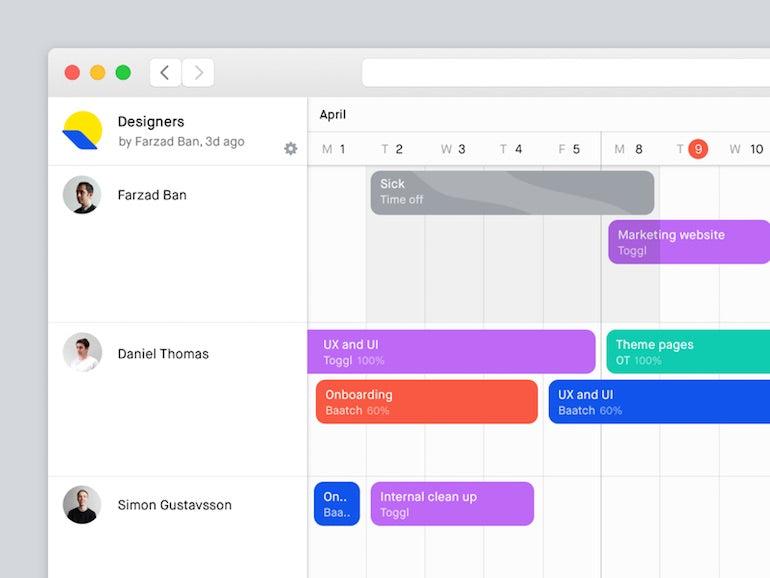 Designers
by Farzad Ban, 3d ago
April
M 1 T 2 W 3 T 4 F 5 M 8 T 9 W 10
Farzad Ban
Sick
Time off
Marketing website
Toggl
Daniel Thomas
UX and UI
Toggl 100%
Theme pages
OT 100%
Onboarding
Baatch 60%
UX and UI
Baatch 60%
Simon Gustavsson
On..
Baa..
Internal clean up
Toggl